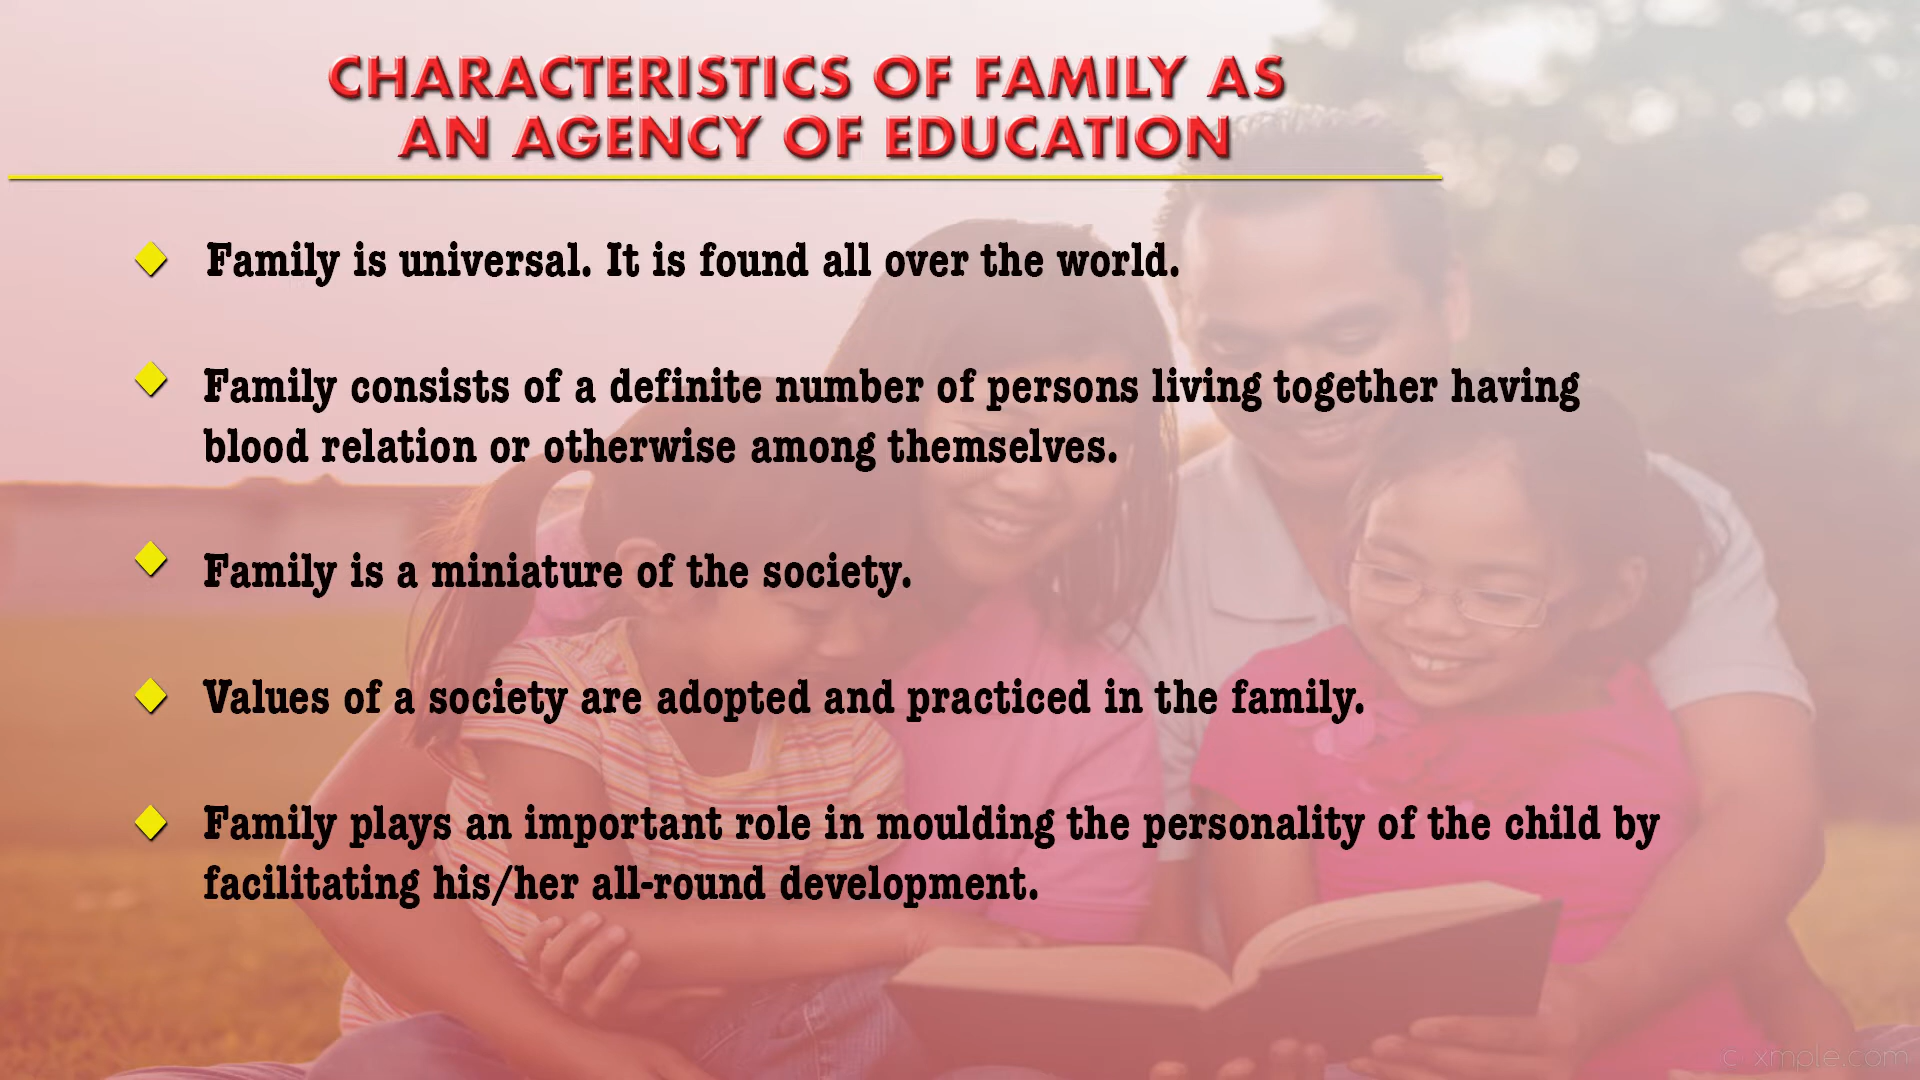 CHARACTERISTICS OF FAMILY AS
AN AGENCY OF EDUCATION
Family is universal. It is found all over the world.
Family consists of a definite number of persons living together having
blood relation or otherwise among themselves.
Family is a miniature of the society.
Values of a society are adopted and practiced in the family.
Family plays an important role in moulding the personality of the child by
facilitating his/her all-round development.